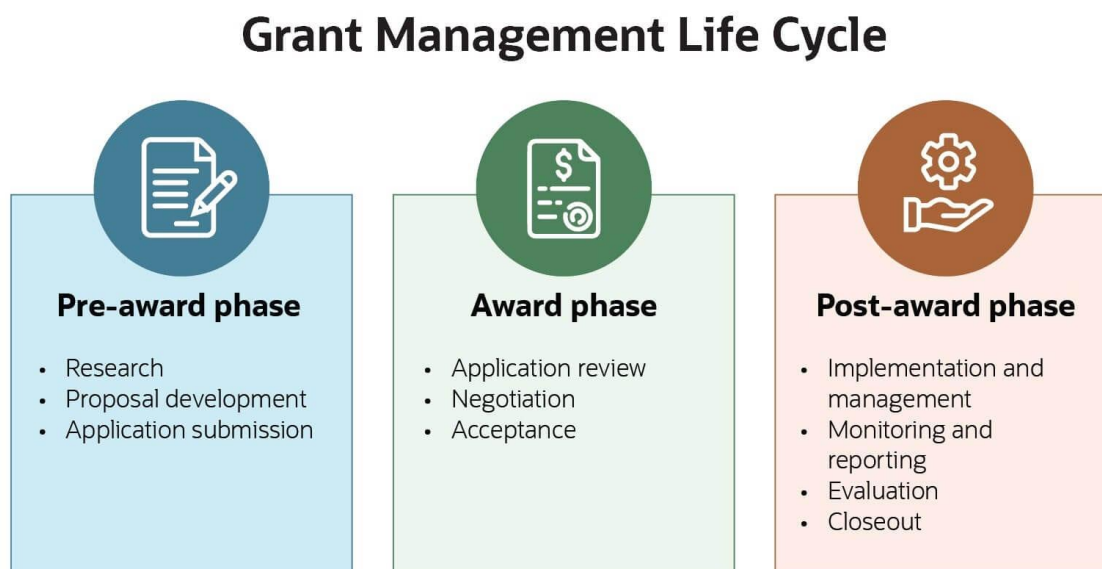 Grant Management Life Cycle
$
Pre-award phase
• Research
• Proposal development
• Application submission
Award phase
• Application review
• Negotiation
• Acceptance
Post-award phase
• Implementation and
management
• Monitoring and
reporting
• Evaluation
• Closeout